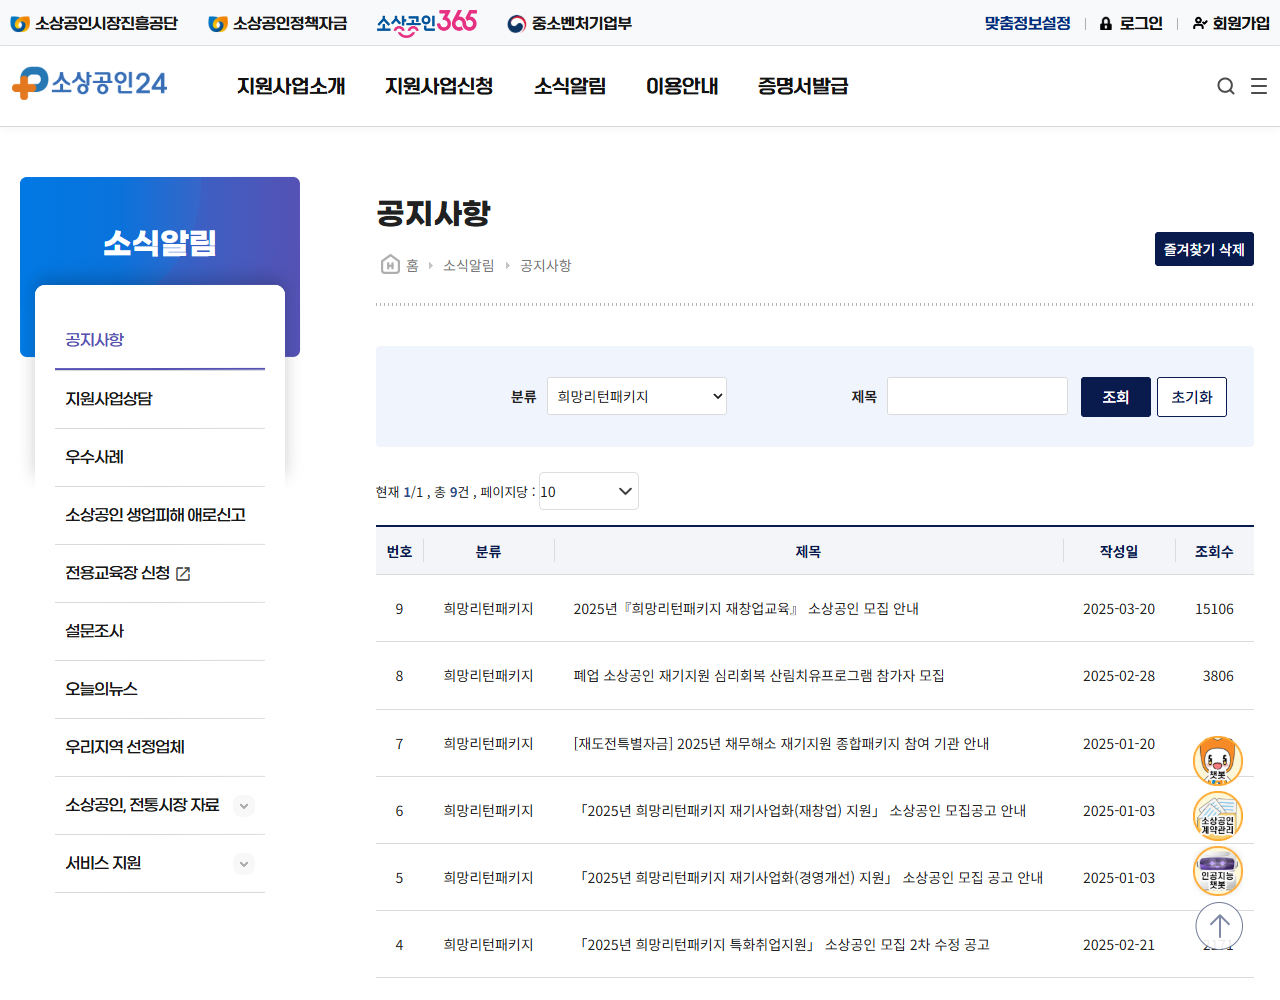 소상공인시장진흥공단 소상공인정책자금 소상공인365 중소벤처기업부 맞춤정보설정 로그인 회원가입
소상공인24 지원사업소개 지원사업신청 소식알림 이용안내 증명서발급
소식알림
공지사항
지원사업상담
우수사례
소상공인 생업피해 애로신고
전용교육장 신청
설문조사
오늘의뉴스
우리지역 선정업체
소상공인, 전통시장 자료
서비스 지원
공지사항
홈 소식알림 공지사항
즐겨찾기 삭제
분류 희망리턴패키지 제목 조회 초기화
현재 1/1 , 총 9건 , 페이지당 : 10
번호 분류 제목 작성일 조회수
9 희망리턴패키지 2025년『희망리턴패키지 재창업교육』 소상공인 모집 안내 2025-03-20 15106
8 희망리턴패키지 폐업 소상공인 재기지원 심리회복 산림치유프로그램 참가자 모집 2025-02-28 3806
7 희망리턴패키지 [재도전특별자금] 2025년 채무해소 재기지원 종합패키지 참여 기관 안내 2025-01-20
6 희망리턴패키지 「2025년 희망리턴패키지 재기사업화(재창업) 지원」 소상공인 모집공고 안내 2025-01-03
5 희망리턴패키지 「2025년 희망리턴패키지 재기사업화(경영개선) 지원」 소상공인 모집 공고 안내 2025-01-03
4 희망리턴패키지 「2025년 희망리턴패키지 특화취업지원」 소상공인 모집 2차 수정 공고 2025-02-21 2171
챗봇
소상공인
계약관리
인공지능
챗봇